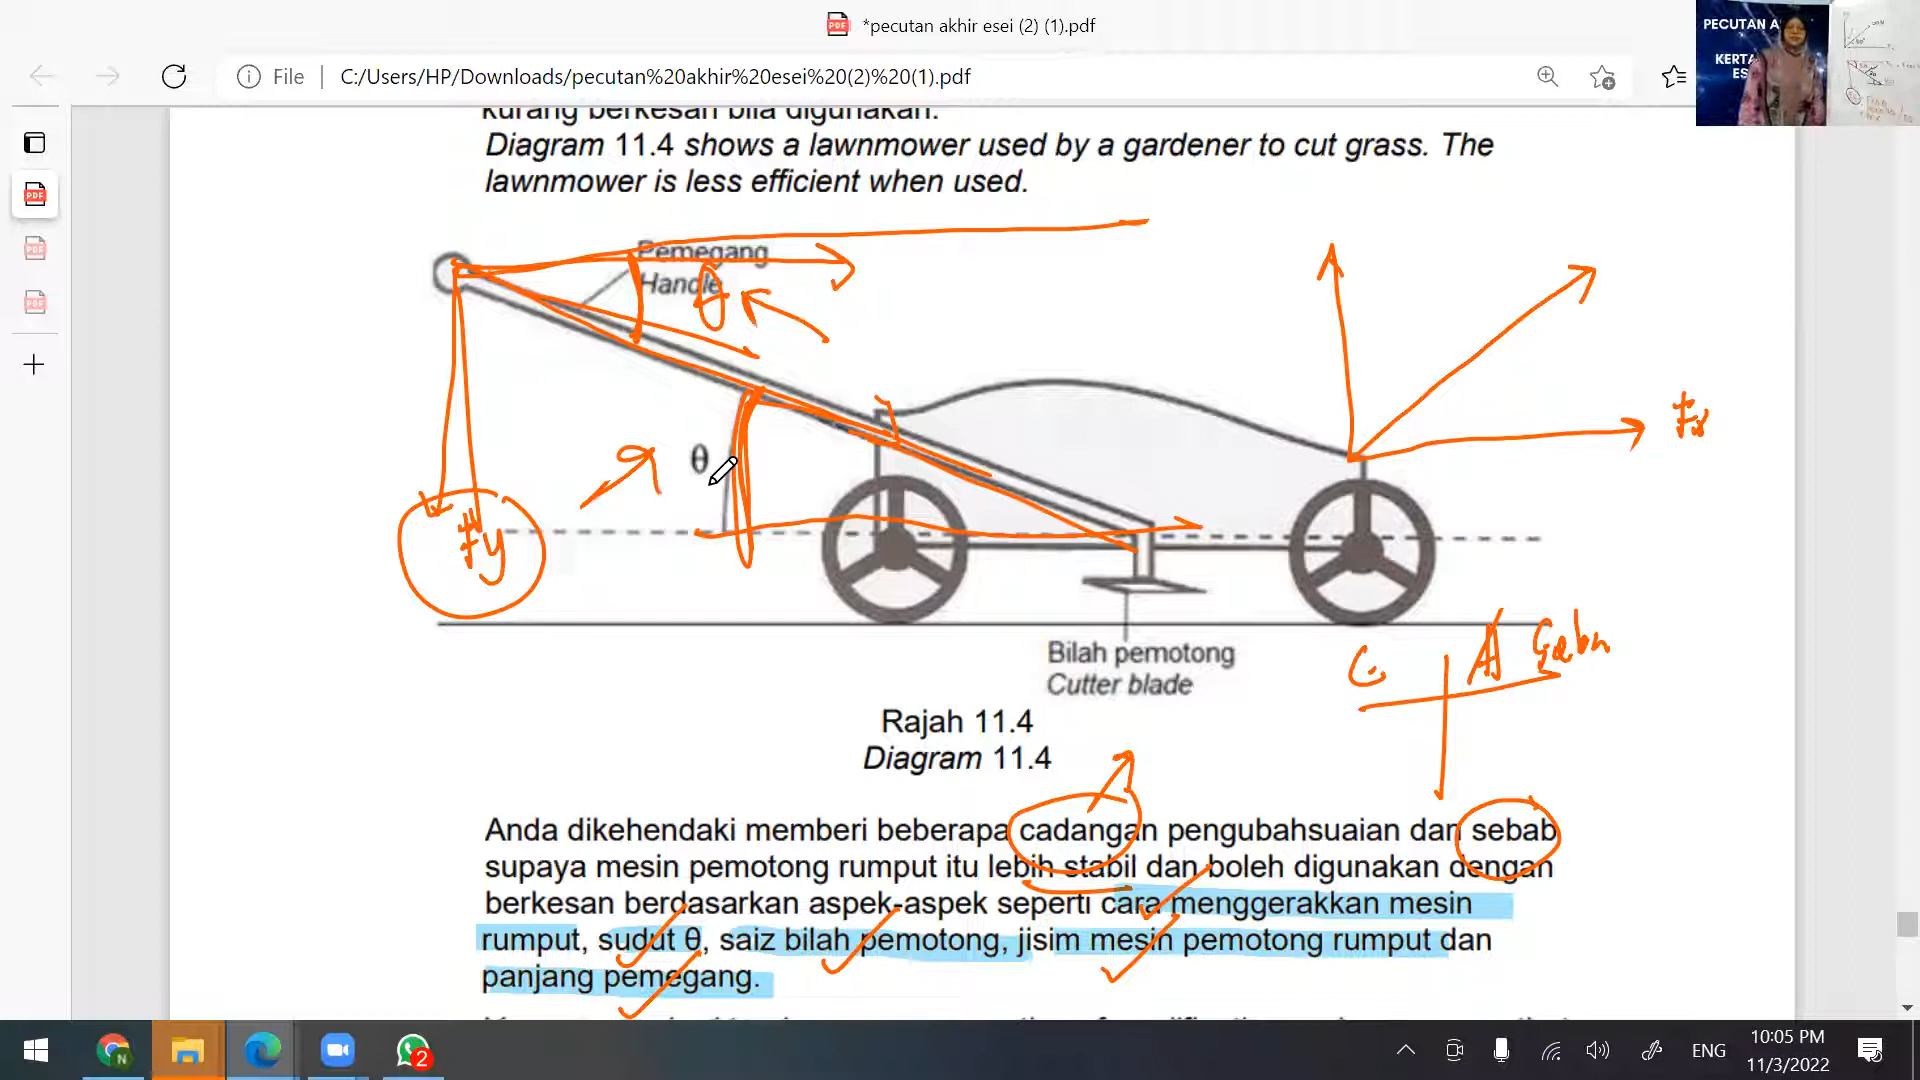 *pecutan akhir esei (2) (1).pdf
File
C:/Users/HP/Downloads/pecutan%20akhir%20esei%20(2)%20(1).pdf
PECUTAN A
KERTA
ES
kurang berkesan bila digunakan.
Diagram 11.4 shows a lawnmower used by a gardener to cut grass. The
lawnmower is less efficient when used.
Pemegang
Handle
θ
θ
Fx
Fy
Bilah pemotong
Cutter blade
C
Rajah 11.4
Diagram 11.4
Anda dikehendaki memberi beberapa cadangan pengubahsuaian dan sebab
supaya mesin pemotong rumput itu lebih stabil dan boleh digunakan dengan
berkesan berdasarkan aspek-aspek seperti cara menggerakkan mesin
rumput, sudut θ, saiz bilah pemotong, jisim mesin pemotong rumput dan
panjang pemegang.
N
2
ENG
10:05 PM
11/3/2022